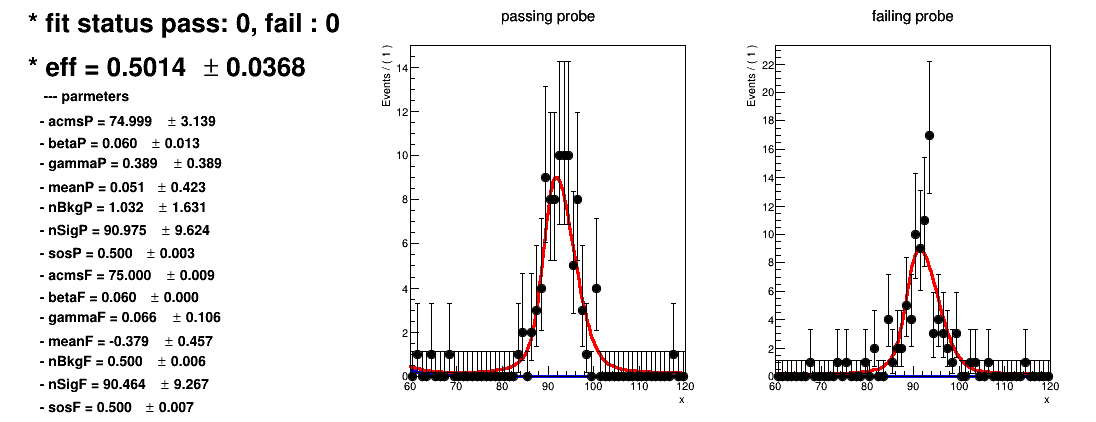 * fit status pass: 0, fail : 0
* eff = 0.5014 ± 0.0368
--- parmeters
- acmsP = 74.999 ± 3.139
- betaP = 0.060 ± 0.013
- gammaP = 0.389 ± 0.389
- meanP = 0.051 ± 0.423
- nBkgP = 1.032 ± 1.631
- nSigP = 90.975 ± 9.624
- sosP = 0.500 ± 0.003
- acmsF = 75.000 ± 0.009
- betaF = 0.060 ± 0.000
- gammaF = 0.066 ± 0.106
- meanF = -0.379 ± 0.457
- nBkgF = 0.500 ± 0.006
- nSigF = 90.464 ± 9.267
- sosF = 0.500 ± 0.007
passing probe
Events / ( 1 )
14
12
10
8
6
4
2
0
60 70 80 90 100 110 120
x
failing probe
Events / ( 1 )
22
20
18
16
14
12
10
8
6
4
2
0
60 70 80 90 100 110 120
x